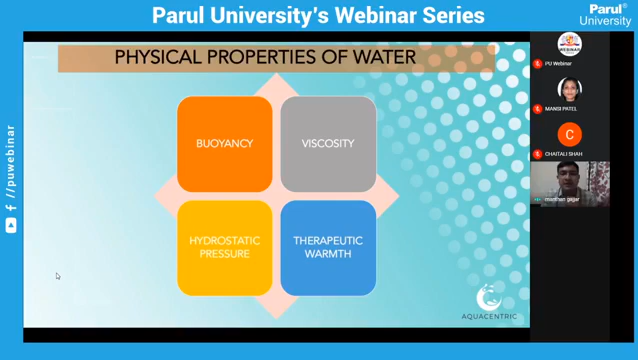 Parul University's Webinar Series
Parul®
University
f //puwebinar
PHYSICAL PROPERTIES OF WATER
BUOYANCY
VISCOSITY
HYDROSTATIC
PRESSURE
THERAPEUTIC
WARMTH
AQUACENTRIC
WEBINAR
PU Webinar
MANSI PATEL
C
CHAITALI SHAH
manthan gajjar